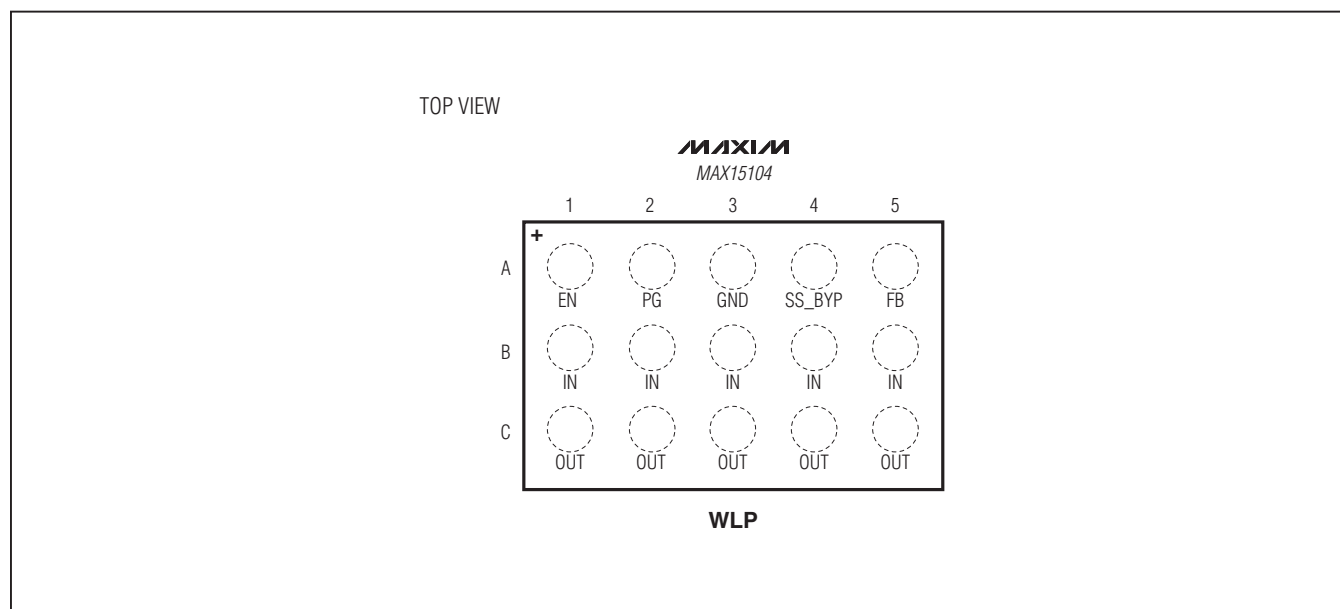 TOP VIEW
MAXIM
MAX15104
1 2 3 4 5
+
A
EN PG GND SS_BYP FB
B
IN IN IN IN IN
C
OUT OUT OUT OUT OUT
WLP